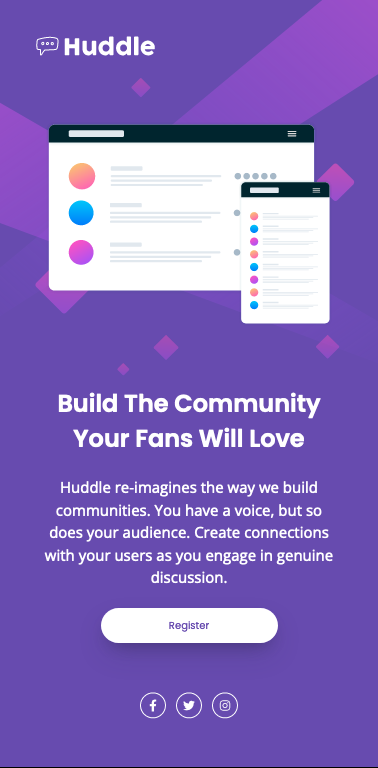 Huddle
Build The Community
Your Fans Will Love
Huddle re-imagines the way we build
communities. You have a voice, but so
does your audience. Create connections
with your users as you engage in genuine
discussion.
Register